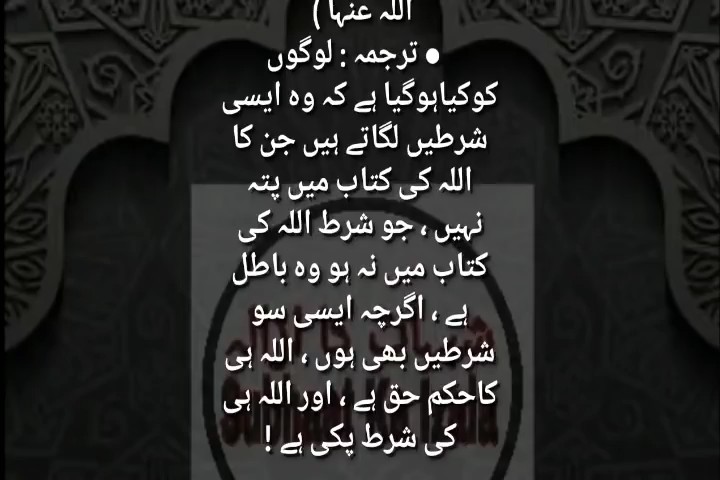 اللہ عنہا )
● ترجمہ : لوگوں
کوکیاہوگیا ہے کہ وہ ایسی
شرطیں لگاتے ہیں جن کا
اللہ کی کتاب میں پتہ
نہیں ، جو شرط اللہ کی
کتاب میں نہ ہو وہ باطل
ہے ، اگرچہ ایسی سو
شرطیں بھی ہوں ، اللہ ہی
کاحکم حق ہے ، اور اللہ ہی
کی شرط پکی ہے !